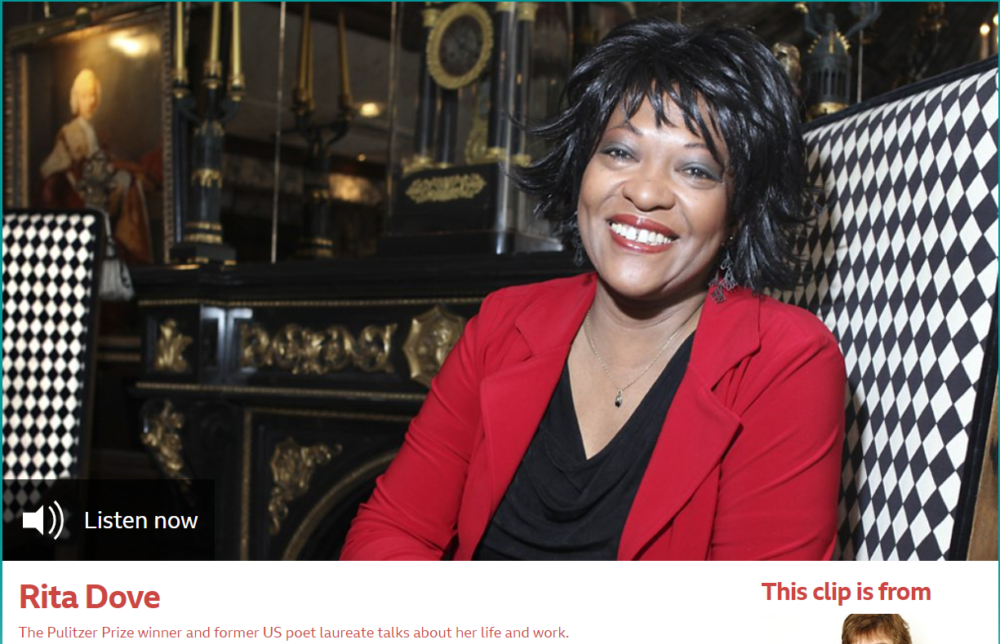 Listen now
Rita Dove
The Pulitzer Prize winner and former US poet laureate talks about her life and work.
This clip is from